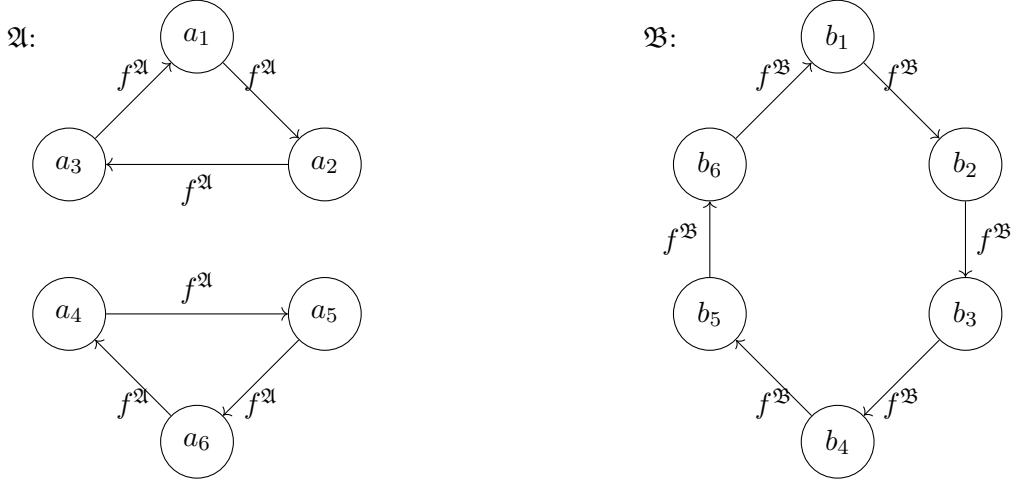 𝔄:
a₁
f^𝔄
f^𝔄
a₃
a₂
f^𝔄
f^𝔄
a₄
a₅
f^𝔄
f^𝔄
a₆
𝔅:
b₁
f^𝔅
f^𝔅
b₆
b₂
f^𝔅
f^𝔅
b₅
b₃
f^𝔅
f^𝔅
b₄